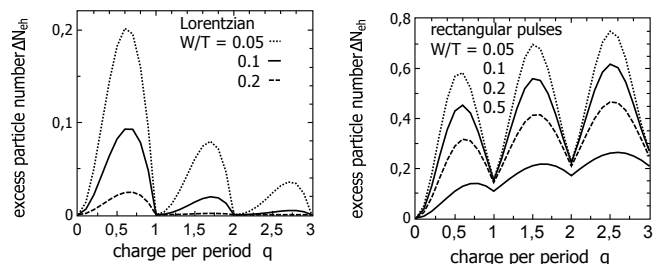 excess particle number ΔNeh
0,2
0,1
0
Lorentzian
W/T = 0.05
0.1
0.2
0 0,5 1 1,5 2 2,5 3
charge per period q
excess particle number ΔNeh
0,8
0,6
0,4
0,2
0,0
rectangular pulses
W/T = 0.05
0.1
0.2
0.5
0 0,5 1 1,5 2 2,5 3
charge per period q